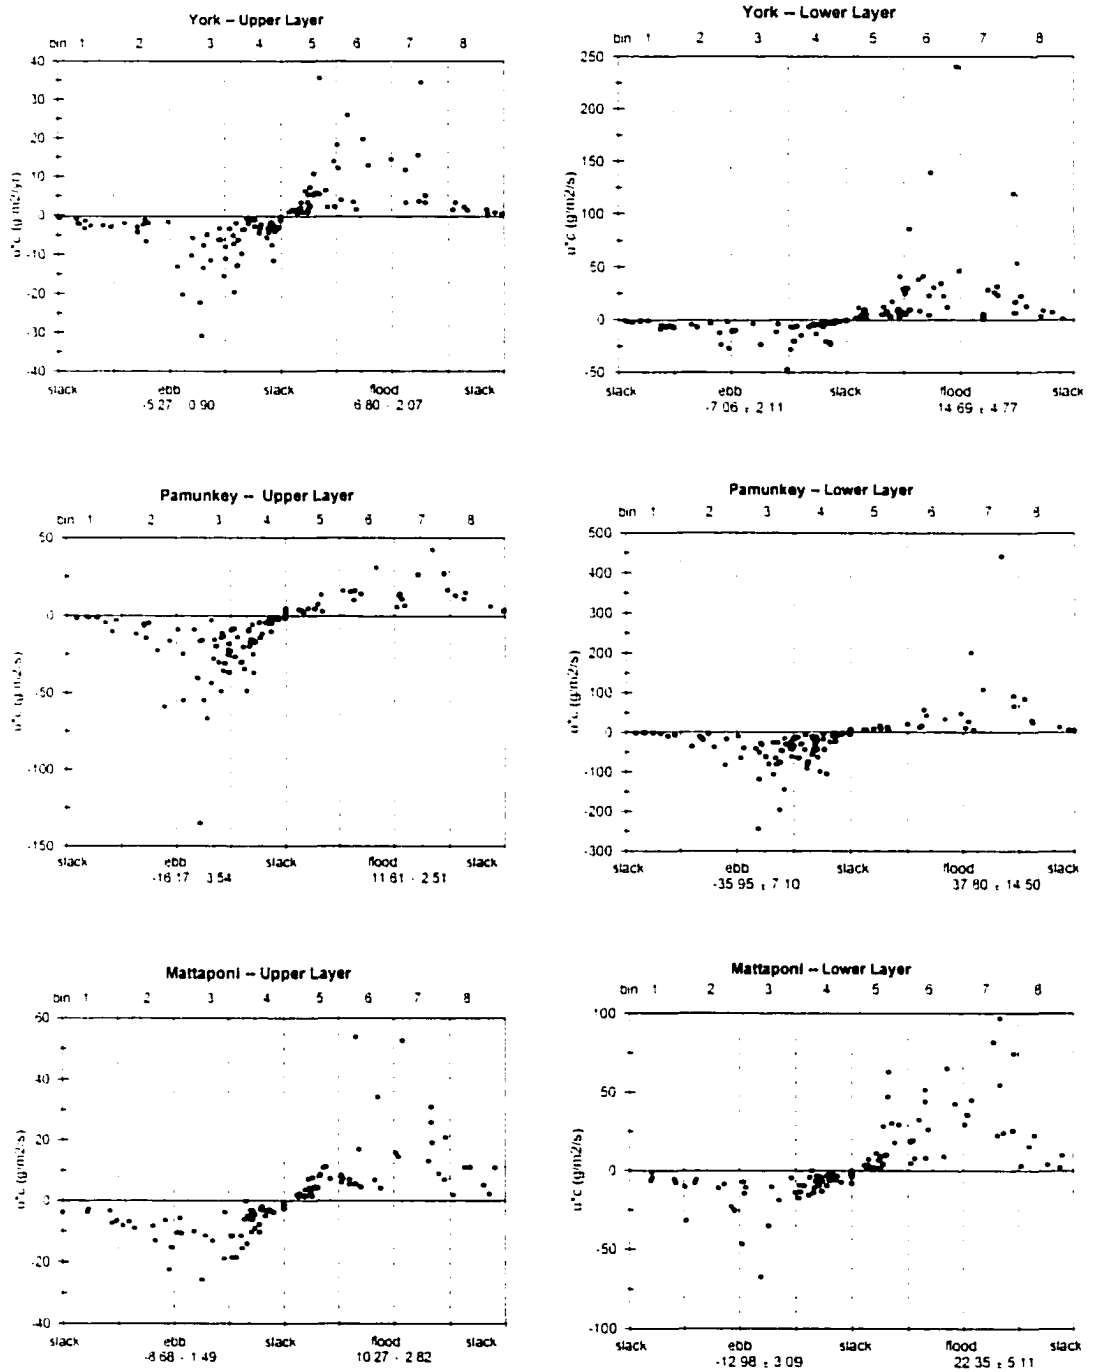 York – Upper Layer
bin 1 2 3 4 5 6 7 8
40
30
20
10
0
-10
-20
-30
-40
u*c (g/m2/yr)
slack ebb slack flood slack
-5.27 0.90 6.80 - 2.07
York – Lower Layer
bin 1 2 3 4 5 6 7 8
250
200
150
100
50
0
-50
u*c (g/m2/s)
slack ebb slack flood slack
-7.06 ± 2.11 14.69 ± 4.77
Pamunkey – Upper Layer
bin 1 2 3 4 5 6 7 8
50
0
-50
-100
-150
u*c (g/m2/s)
slack ebb slack flood slack
-16.17 3.54 11.61 - 2.51
Pamunkey – Lower Layer
bin 1 2 3 4 5 6 7 8
500
400
300
200
100
0
-100
-200
-300
u*c (g/m2/s)
slack ebb slack flood slack
-35.95 ± 7.10 37.80 ± 14.50
Mattaponi – Upper Layer
bin 1 2 3 4 5 6 7 8
60
40
20
0
-20
-40
u*c (g/m2/s)
slack ebb slack flood slack
-8.68 - 1.49 10.27 - 2.82
Mattaponi – Lower Layer
bin 1 2 3 4 5 6 7 8
100
50
0
-50
-100
u*c (g/m2/s)
slack ebb slack flood slack
-12.98 ± 3.09 22.35 ± 5.11